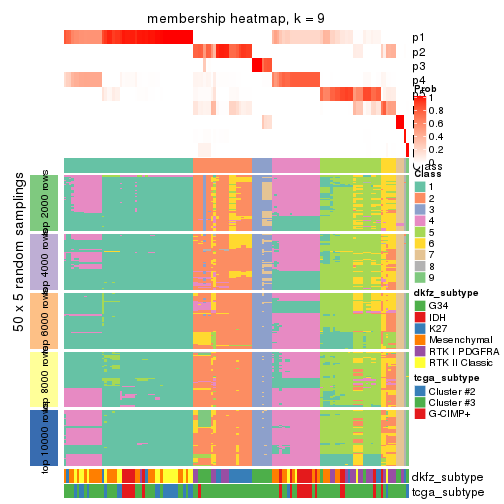 membership heatmap, k = 9
p1
p2
p3
p4
Prob
1
0.8
0.6
0.4
0.2
0
Class
Class
1
2
3
4
5
6
7
8
9
50 x 5 random samplings
top 2000 rows
top 4000 rows
top 6000 rows
top 8000 rows
top 10000 rows
dkfz_subtype
G34
IDH
K27
Mesenchymal
RTK I PDGFRA
RTK II Classic
tcga_subtype
Cluster #2
Cluster #3
G-CIMP+
dkfz_subtype
tcga_subtype